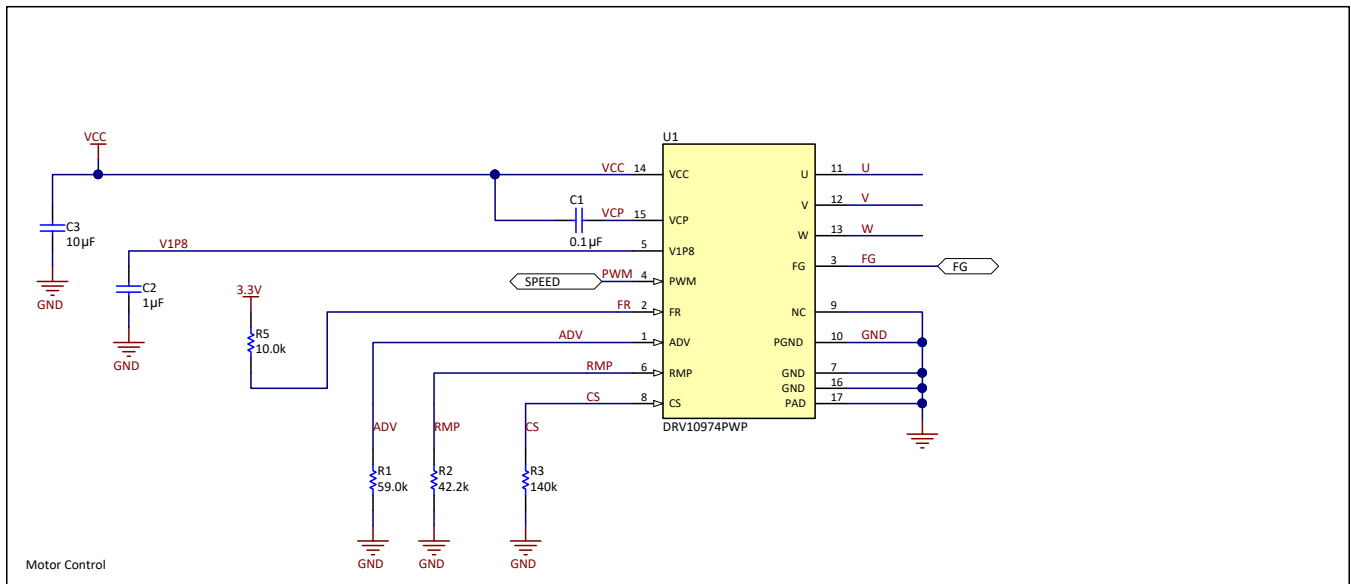 U1
VCC
VCC 14 VCC
U 11 U
V 12 V
C1
VCP 15 VCP
0.1µF
W 13 W
C3
10µF
V1P8
5 V1P8
FG 3 FG
FG
SPEED
PWM 4 PWM
C2
1µF
3.3V
GND
FR 2 FR
NC 9
R5
10.0k
ADV 1 ADV
PGND 10 GND
GND
RMP 6 RMP
GND 7
GND 16
CS 8 CS
PAD 17
DRV10974PWP
ADV
RMP
CS
R1
59.0k
R2
42.2k
R3
140k
GND
GND
GND
Motor Control